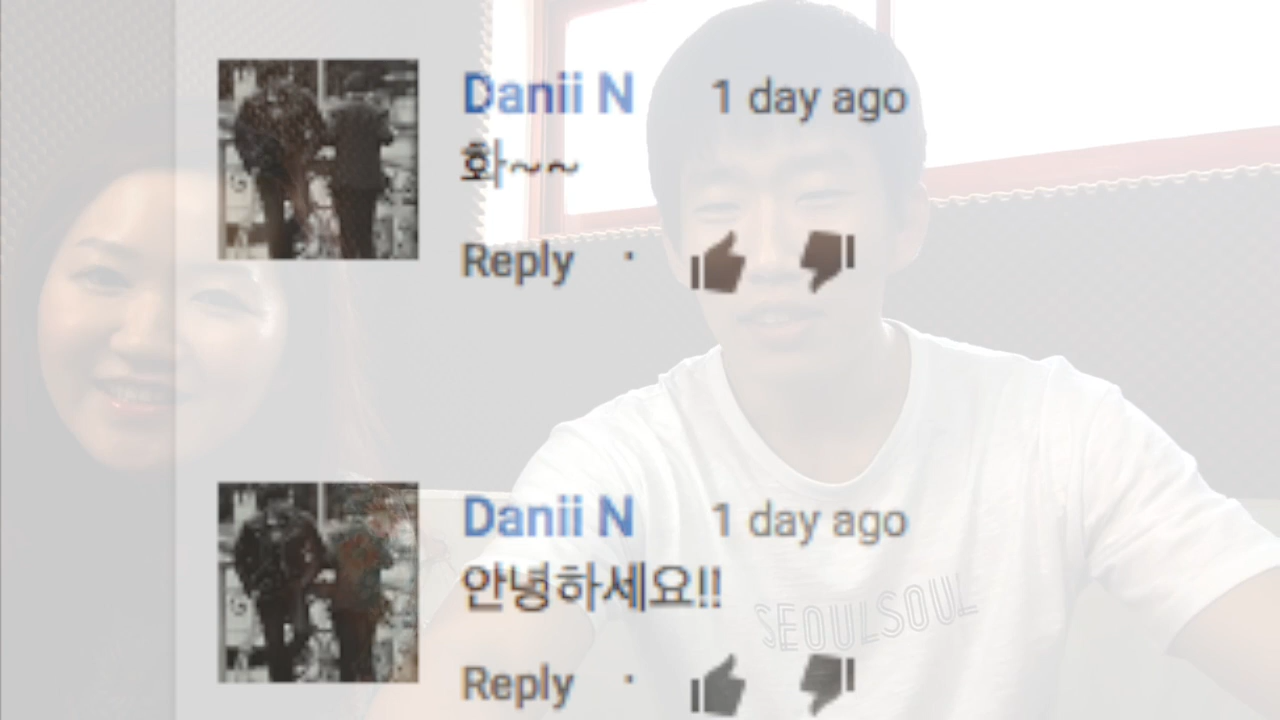 Danii N 1 day ago
화~~
Reply ·
Danii N 1 day ago
안녕하세요!!
Reply ·
SEOULSOUL